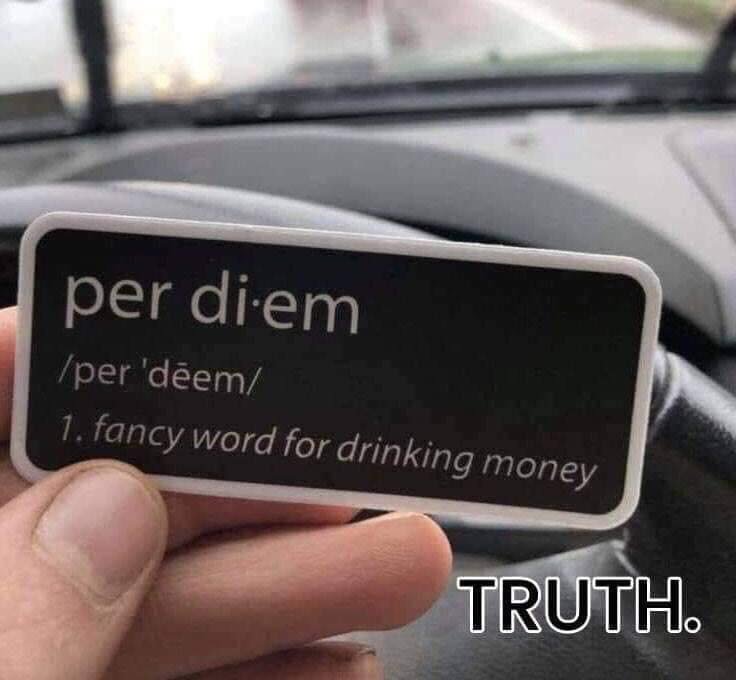 per di·em
/per 'dēem/
1. fancy word for drinking money
TRUTH.